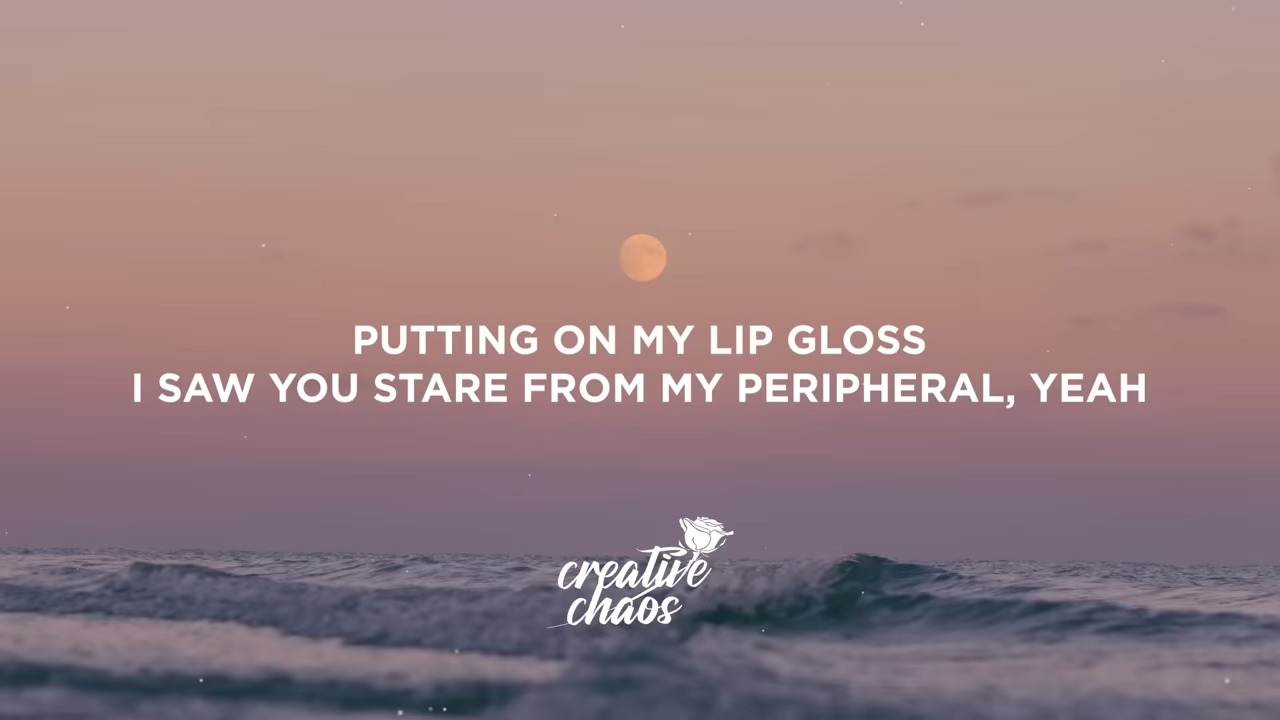 PUTTING ON MY LIP GLOSS
I SAW YOU STARE FROM MY PERIPHERAL, YEAH
creative
chaos